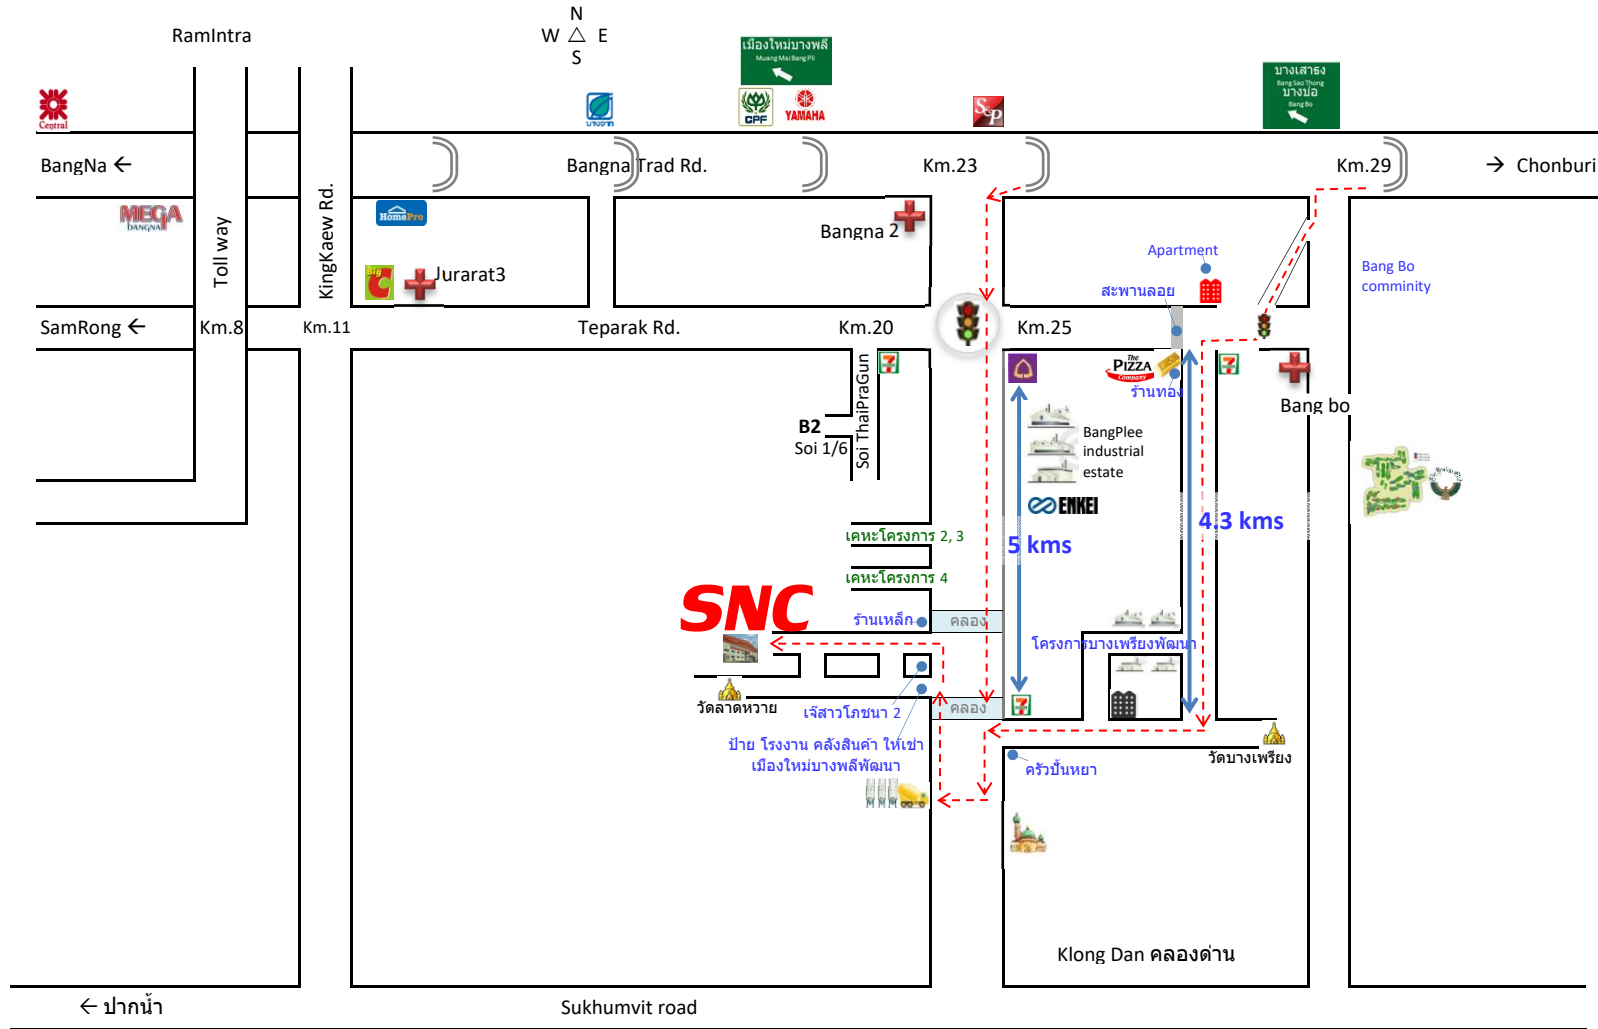 N
RamIntra
W E
S
เมืองใหม่บางพลี
Muang Mai Bang Pli
บางเสาธง
Bang Sao Thong
บางบ่อ
Bang Bo
Central
บางจาก
CPF
YAMAHA
S&P
BangNa ←
Bangna Trad Rd.
Km.23
Km.29
→ Chonburi
MEGA
BANGNA
Toll way
KingKaew Rd.
HomePro
Bangna 2
Big C
Jurarat3
Apartment
สะพานลอย
Bang Bo
comminity
SamRong ←
Km.8
Km.11
Teparak Rd.
Km.20
Km.25
Soi ThaiPraGun
The
PIZZA
Company
ร้านทอง
Bang bo
B2
Soi 1/6
BangPlee
industrial
estate
ENKEI
4.3 kms
5 kms
เคหะโครงการ 2, 3
เคหะโครงการ 4
SNC
ร้านเหล็ก
คลอง
โครงการบางเพรียงพัฒนา
วัดลาดหวาย
เจ๊สาวโภชนา 2
คลอง
ป้าย โรงงาน คลังสินค้า ให้เช่า
เมืองใหม่บางพลีพัฒนา
ครัวปั้นหยา
วัดบางเพรียง
Klong Dan คลองด่าน
← ปากน้ำ
Sukhumvit road